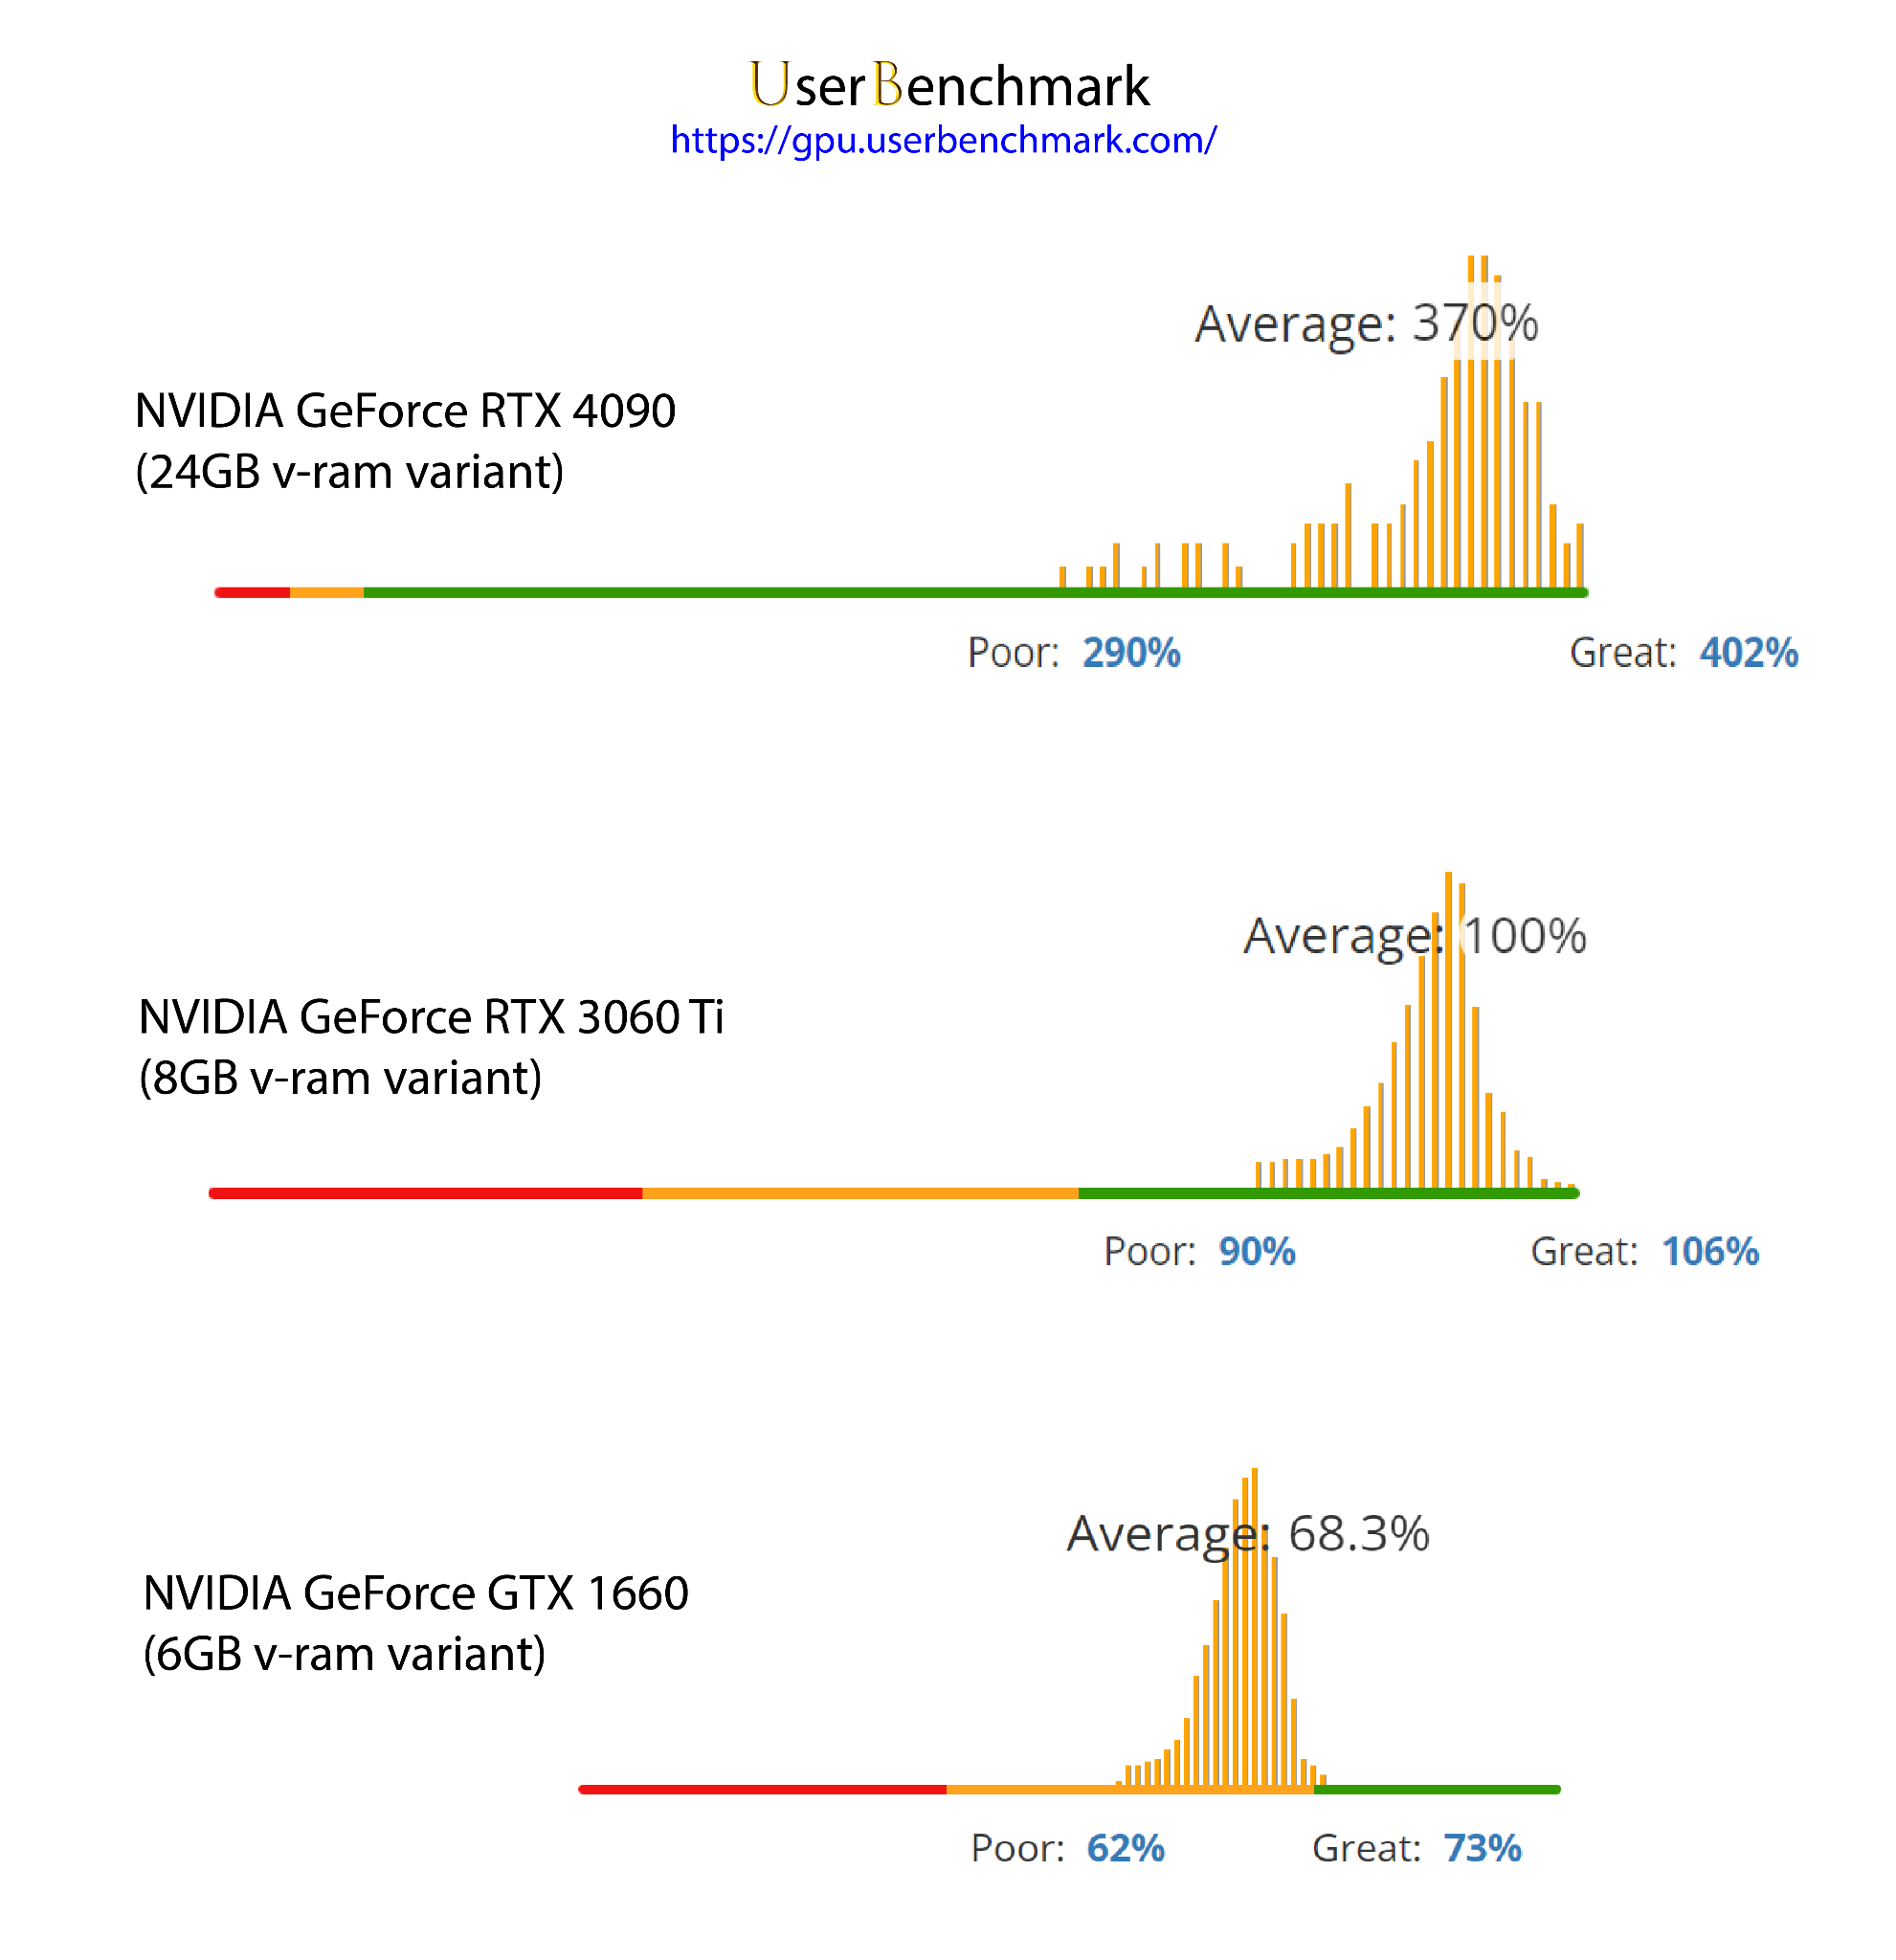 UserBenchmark
https://gpu.userbenchmark.com/
Average: 370%
NVIDIA GeForce RTX 4090
(24GB v-ram variant)
Poor: 290% Great: 402%
Average: 100%
NVIDIA GeForce RTX 3060 Ti
(8GB v-ram variant)
Poor: 90% Great: 106%
Average: 68.3%
NVIDIA GeForce GTX 1660
(6GB v-ram variant)
Poor: 62% Great: 73%